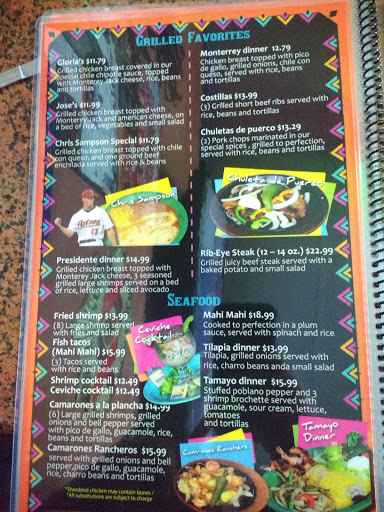 GRILLED FAVORITES
Gloria's $11.79
Grilled chicken breast covered in our
special chile chipotle sauce, topped
with Monterey Jack cheese, rice, beans
and tortillas
Jose's $11.99
Grilled chicken breast topped with
Monterey Jack and american cheese, on
a bed of rice, vegetables and small salad
Chris Sampson Special $11.79
Grilled chicken breast topped with chile
con queso, and one ground beef
enchilada served with rice & beans
Chris Sampson
Astros
Presidente dinner $14.99
Grilled chicken breast topped with
Monterey Jack cheese, 3 seasoned
grilled large shrimps served on a bed
of rice, lettuce and sliced avocado
Monterrey dinner 12.79
Chicken breast topped with pico
de gallo, grilled onions, chile con
queso, served with rice, beans
and tortillas
Costillas $13.99
(3) Grilled short beef ribs served with
rice, beans and tortillas
Chuletas de puerco $13.29
(2) Pork chops marinated in our
special spices , grilled to perfection,
served with rice, beans and tortillas
Chuleta de Puerco
Rib-Eye Steak (12 – 14 oz.) $22.99
Grilled juicy beef steak served with a
baked potato and small salad
SEAFOOD
Fried shrimp $13.99
(8) Large shrimp served
with fries and salad
Fish tacos
(Mahi Mahi) $15.99
(3) Tacos served
with rice and beans
Shrimp cocktail $12.49
Ceviche cocktail $12.49
Ceviche
Cocktail
Camarones a la plancha $14.99
(6) Large grilled shrimps, grilled
onions and bell pepper served
with pico de gallo, guacamole, rice,
beans and tortillas
Camarones Rancheros $15.99
served with grilled onions and bell
pepper,pico de gallo, guacamole,
rice, charro beans and tortillas
*Shredded chicken may contain bones /
*All substitutions are subject to charge
Mahi Mahi $18.99
Cooked to perfection in a plum
sauce, served with spinach and rice
Tilapia dinner $13.99
Tilapia, grilled onions served with
rice, charro beans anda small salad
Tamayo dinner $15.99
Stuffed poblano pepper and 3
shrimp brochette served with
guacamole, sour cream, lettuce,
tomatoes
and tortillas
Camarones Rancheros
Tamayo
Dinner